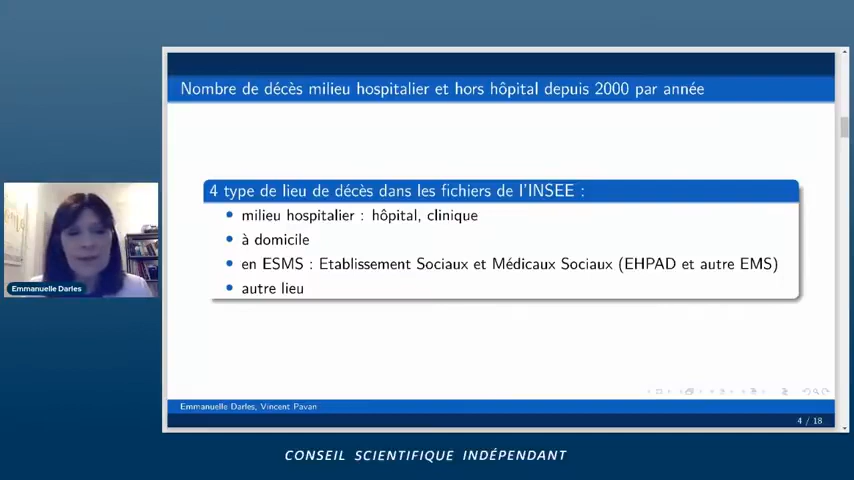 Nombre de décès milieu hospitalier et hors hôpital depuis 2000 par année
4 type de lieu de décès dans les fichiers de l'INSEE :
milieu hospitalier : hôpital, clinique
à domicile
en ESMS : Etablissement Sociaux et Médicaux Sociaux (EHPAD et autre EMS)
autre lieu
Emmanuelle Darles
Emmanuelle Darles, Vincent Pavan
4 / 18
CONSEIL SCIENTIFIQUE INDÉPENDANT